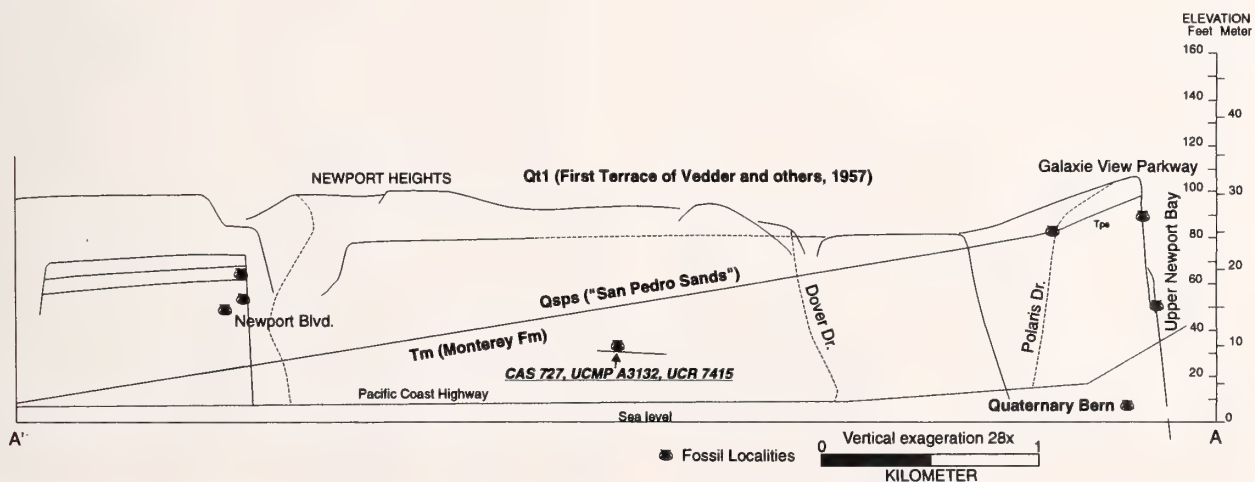 ELEVATION
Feet Meter
160
140
40
120
NEWPORT HEIGHTS
Qt1 (First Terrace of Vedder and others, 1957)
Galaxie View Parkway
100
30
Tps
80
20
Qsps ("San Pedro Sands")
60
Newport Blvd.
Dover Dr.
Polaris Dr.
Upper Newport Bay
40
Tm (Monterey Fm)
10
CAS 727, UCMP A3132, UCR 7415
20
Pacific Coast Highway
Quaternary Bern
Sea level
0
A'
A
0 Vertical exageration 28x 1
Fossil Localities
KILOMETER